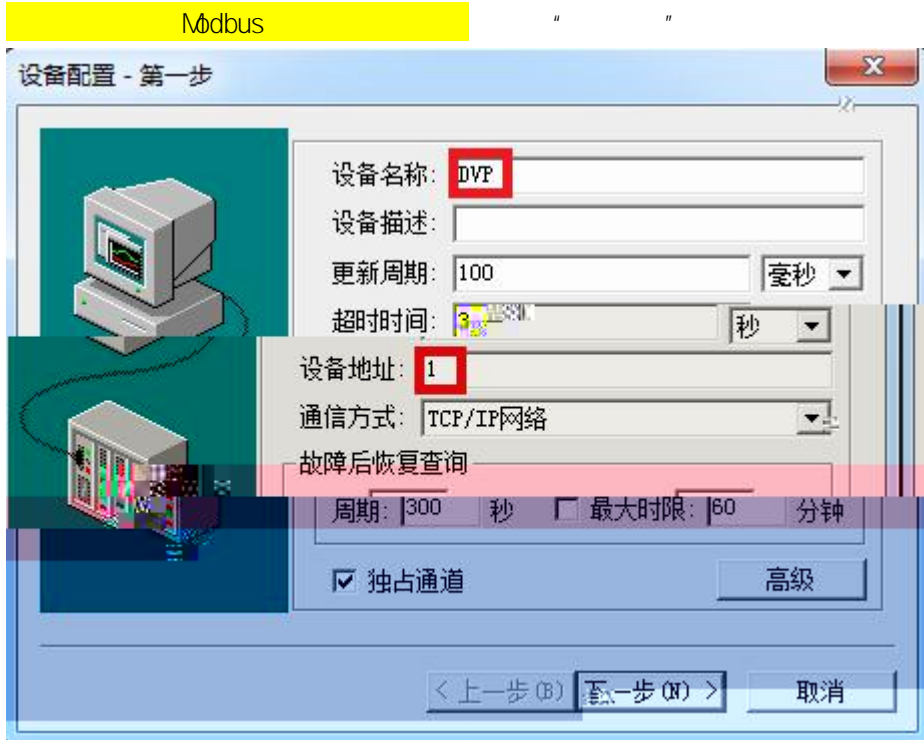 Modbus “ ”
设备配置 - 第一步
设备名称: DVP
设备描述:
更新周期: 100 毫秒
超时时间: 3 秒
设备地址: 1
通信方式: TCP/IP网络
故障后恢复查询
周期: 300 秒 最大时限: 60 分钟
独占通道 高级
< 上一步(B) 下一步(N) > 取消